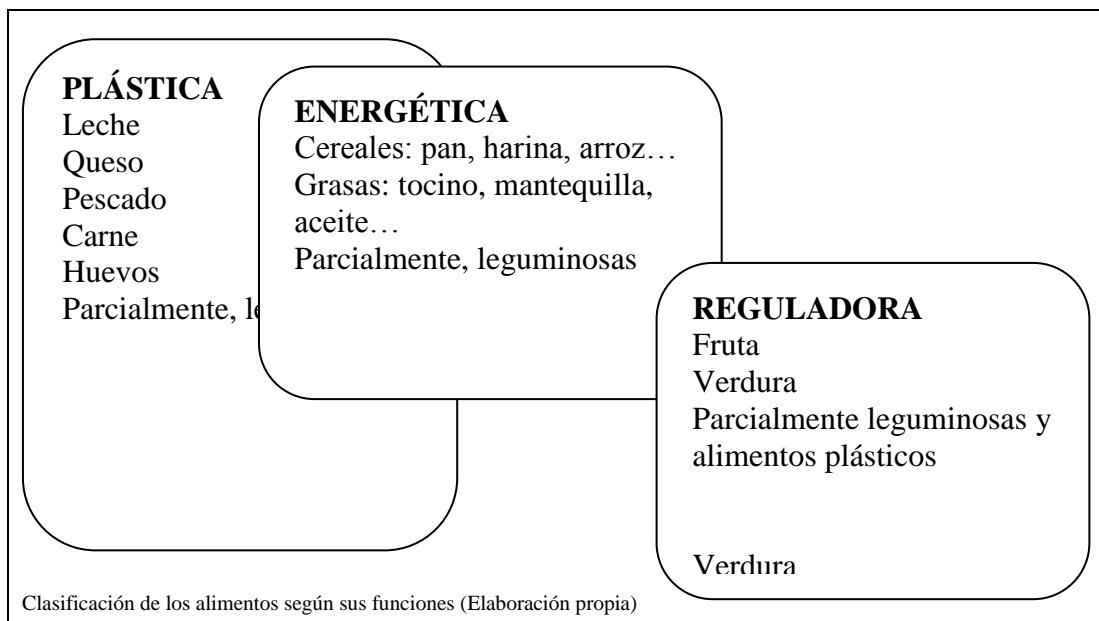 PLÁSTICA
Leche
Queso
Pescado
Carne
Huevos
Parcialmente,
ENERGÉTICA
Cereales: pan, harina, arroz…
Grasas: tocino, mantequilla,
aceite…
Parcialmente, leguminosas
REGULADORA
Fruta
Verdura
Parcialmente leguminosas y
alimentos plásticos
Verdura
Clasificación de los alimentos según sus funciones (Elaboración propia)